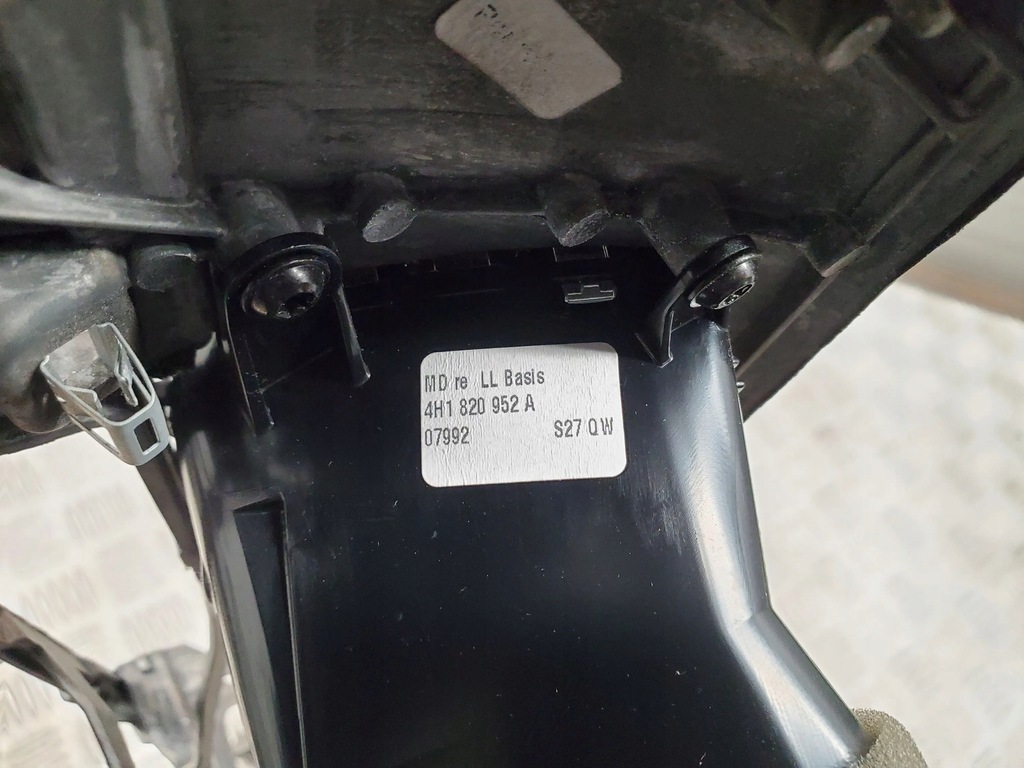 MD re LL Basis
4H1 820 952 A
07992 S27 QW